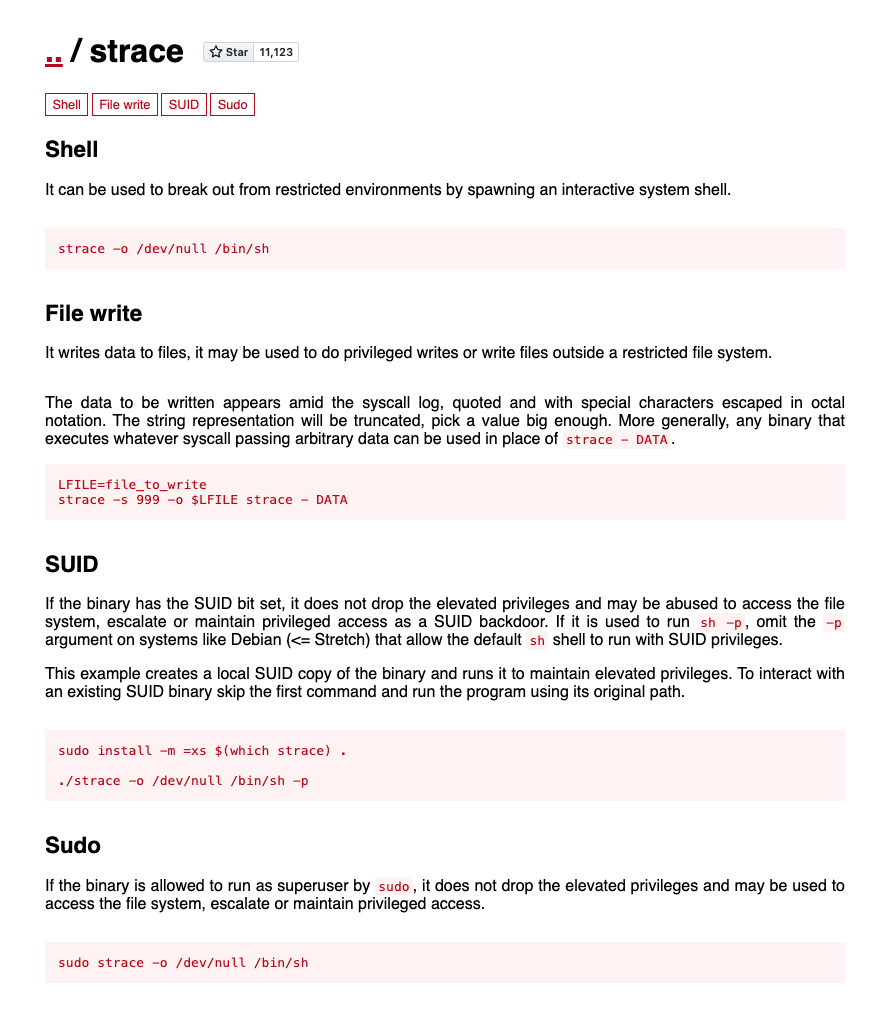 .. / strace
Star 11,123
Shell File write SUID Sudo
Shell
It can be used to break out from restricted environments by spawning an interactive system shell.
strace -o /dev/null /bin/sh
File write
It writes data to files, it may be used to do privileged writes or write files outside a restricted file system.
The data to be written appears amid the syscall log, quoted and with special characters escaped in octal
notation. The string representation will be truncated, pick a value big enough. More generally, any binary that
executes whatever syscall passing arbitrary data can be used in place of strace - DATA.
LFILE=file_to_write
strace -s 999 -o $LFILE strace - DATA
SUID
If the binary has the SUID bit set, it does not drop the elevated privileges and may be abused to access the file
system, escalate or maintain privileged access as a SUID backdoor. If it is used to run sh -p, omit the -p
argument on systems like Debian (<= Stretch) that allow the default sh shell to run with SUID privileges.
This example creates a local SUID copy of the binary and runs it to maintain elevated privileges. To interact with
an existing SUID binary skip the first command and run the program using its original path.
sudo install -m =xs $(which strace) .
./strace -o /dev/null /bin/sh -p
Sudo
If the binary is allowed to run as superuser by sudo, it does not drop the elevated privileges and may be used to
access the file system, escalate or maintain privileged access.
sudo strace -o /dev/null /bin/sh